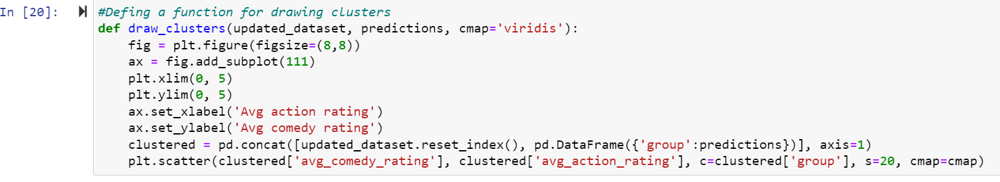 In [20]: #Defing a function for drawing clusters
def draw_clusters(updated_dataset, predictions, cmap='viridis'):
    fig = plt.figure(figsize=(8,8))
    ax = fig.add_subplot(111)
    plt.xlim(0, 5)
    plt.ylim(0, 5)
    ax.set_xlabel('Avg action rating')
    ax.set_ylabel('Avg comedy rating')
    clustered = pd.concat([updated_dataset.reset_index(), pd.DataFrame({'group':predictions})], axis=1)
    plt.scatter(clustered['avg_comedy_rating'], clustered['avg_action_rating'], c=clustered['group'], s=20, cmap=cmap)